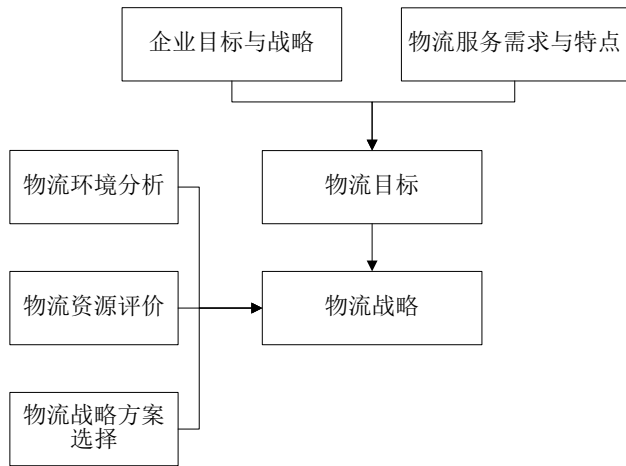 企业目标与战略
物流服务需求与特点
物流环境分析
物流目标
物流资源评价
物流战略
物流战略方案
选择